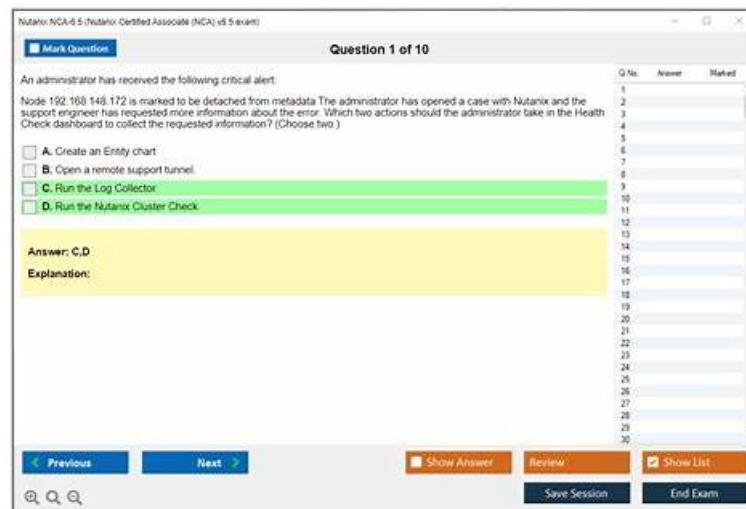 Nutanix NCA-6.5 (Nutanix Certified Associate (NCA) v6.5 exam)
Mark Question
Question 1 of 10
An administrator has received the following critical alert:
Node 192.168.148.172 is marked to be detached from metadata The administrator has opened a case with Nutanix and the
support engineer has requested more information about the error. Which two actions should the administrator take in the Health
Check dashboard to collect the requested information? (Choose two.)
A. Create an Entity chart
B. Open a remote support tunnel.
C. Run the Log Collector
D. Run the Nutanix Cluster Check
Answer: C,D
Explanation:
Q.No. Answer Marked
1
2
3
4
5
6
7
8
9
10
11
12
13
14
15
16
17
18
19
20
21
22
23
24
25
26
27
28
29
30
Previous
Next
Show Answer
Review
Show List
Save Session
End Exam